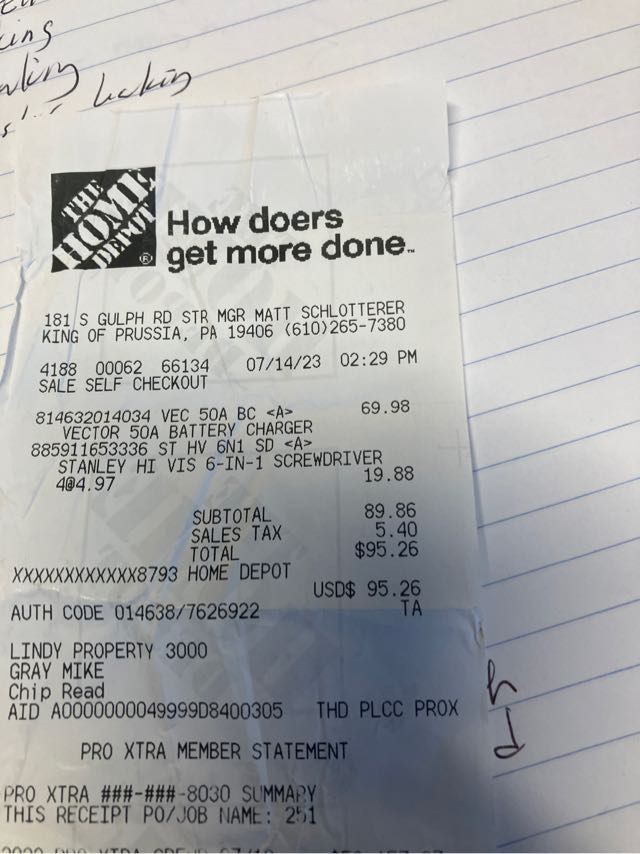 lucking
THE
HOME
DEPOT
®
How doers
get more done™
181 S GULPH RD STR MGR MATT SCHLOTTERER
KING OF PRUSSIA, PA 19406 (610)265-7380
4188 00062 66134 07/14/23 02:29 PM
SALE SELF CHECKOUT
814632014034 VEC 50A BC <A> 69.98
VECTOR 50A BATTERY CHARGER
885911653336 ST HV 6N1 SD <A>
STANLEY HI VIS 6-IN-1 SCREWDRIVER
4@4.97 19.88
SUBTOTAL 89.86
SALES TAX 5.40
TOTAL $95.26
XXXXXXXXXXXX8793 HOME DEPOT
USD$ 95.26
AUTH CODE 014638/7626922 TA
LINDY PROPERTY 3000
GRAY MIKE
Chip Read
AID A0000000049999D8400305 THD PLCC PROX
PRO XTRA MEMBER STATEMENT
PRO XTRA ###-###-8030 SUMMARY
THIS RECEIPT PO/JOB NAME: 251